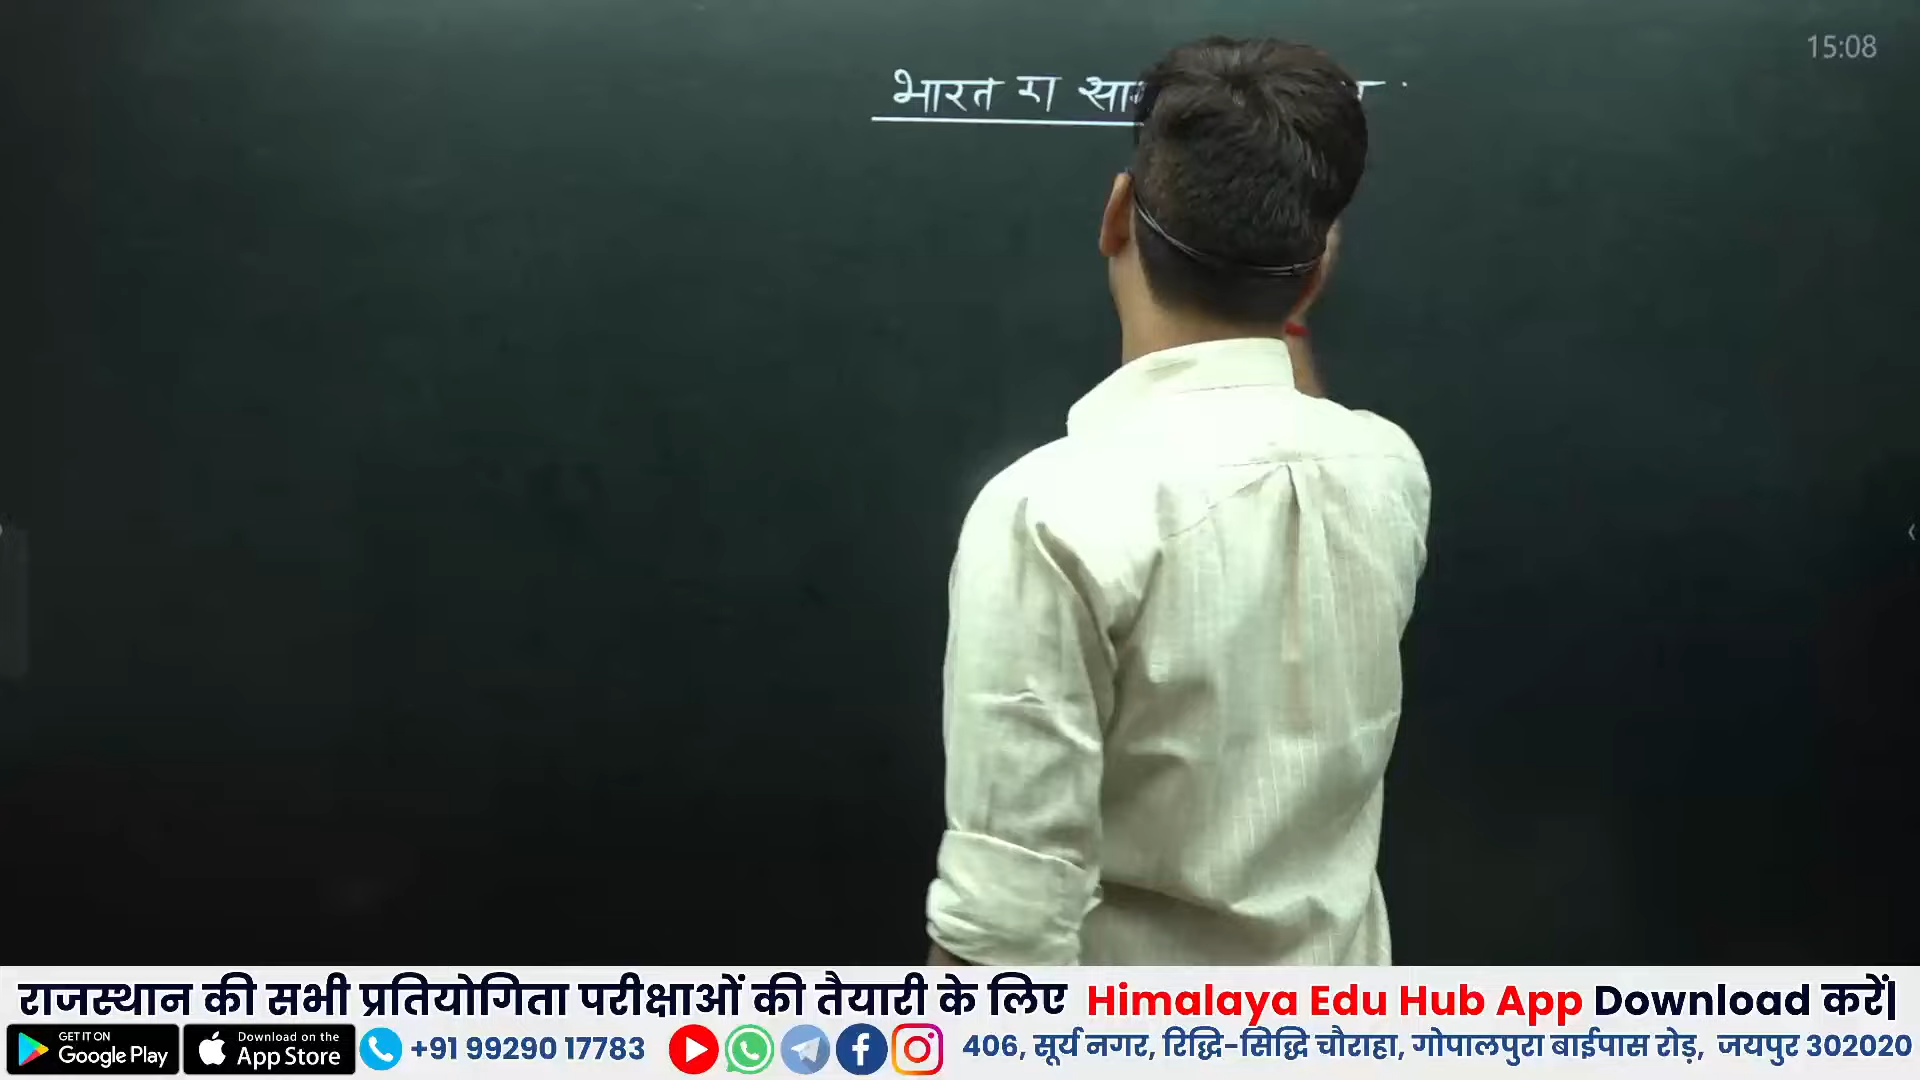 15:08
भारत का
राजस्थान की सभी प्रतियोगिता परीक्षाओं की तैयारी के लिए Himalaya Edu Hub App Download करें|
GET IT ON
Google Play
Download on the
App Store
+91 99290 17783
406, सूर्य नगर, रिद्धि-सिद्धि चौराहा, गोपालपुरा बाईपास रोड़, जयपुर 302020